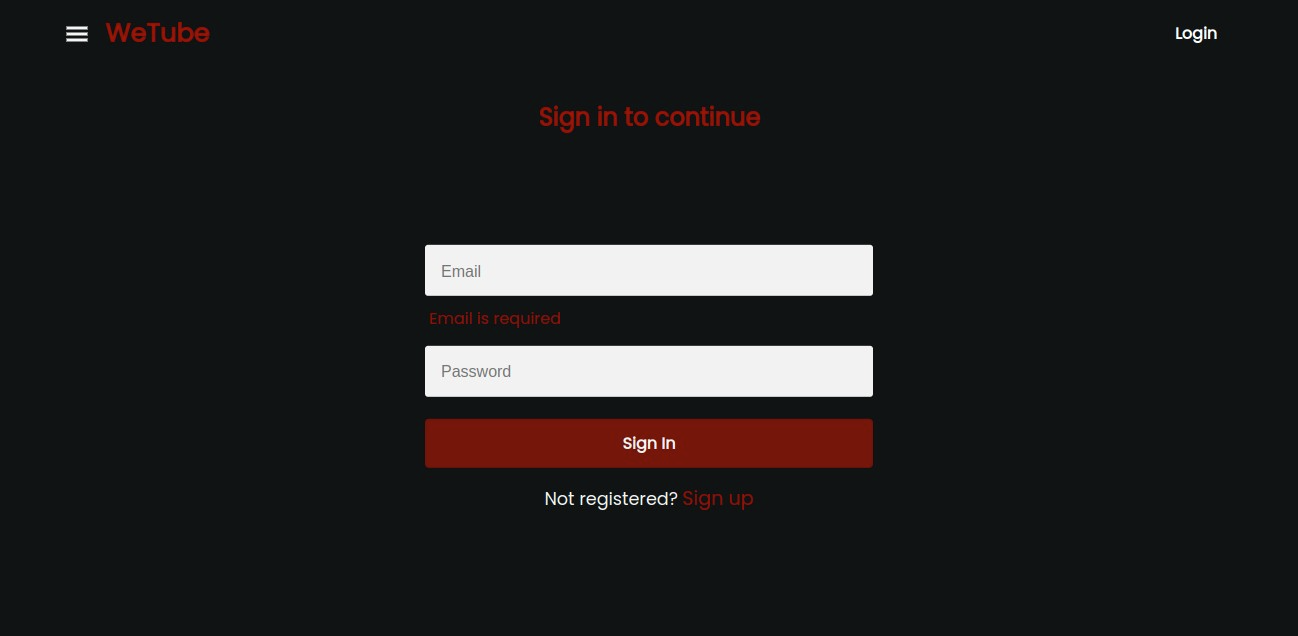 WeTube
Login
Sign in to continue
Email
Email is required
Password
Sign In
Not registered? Sign up